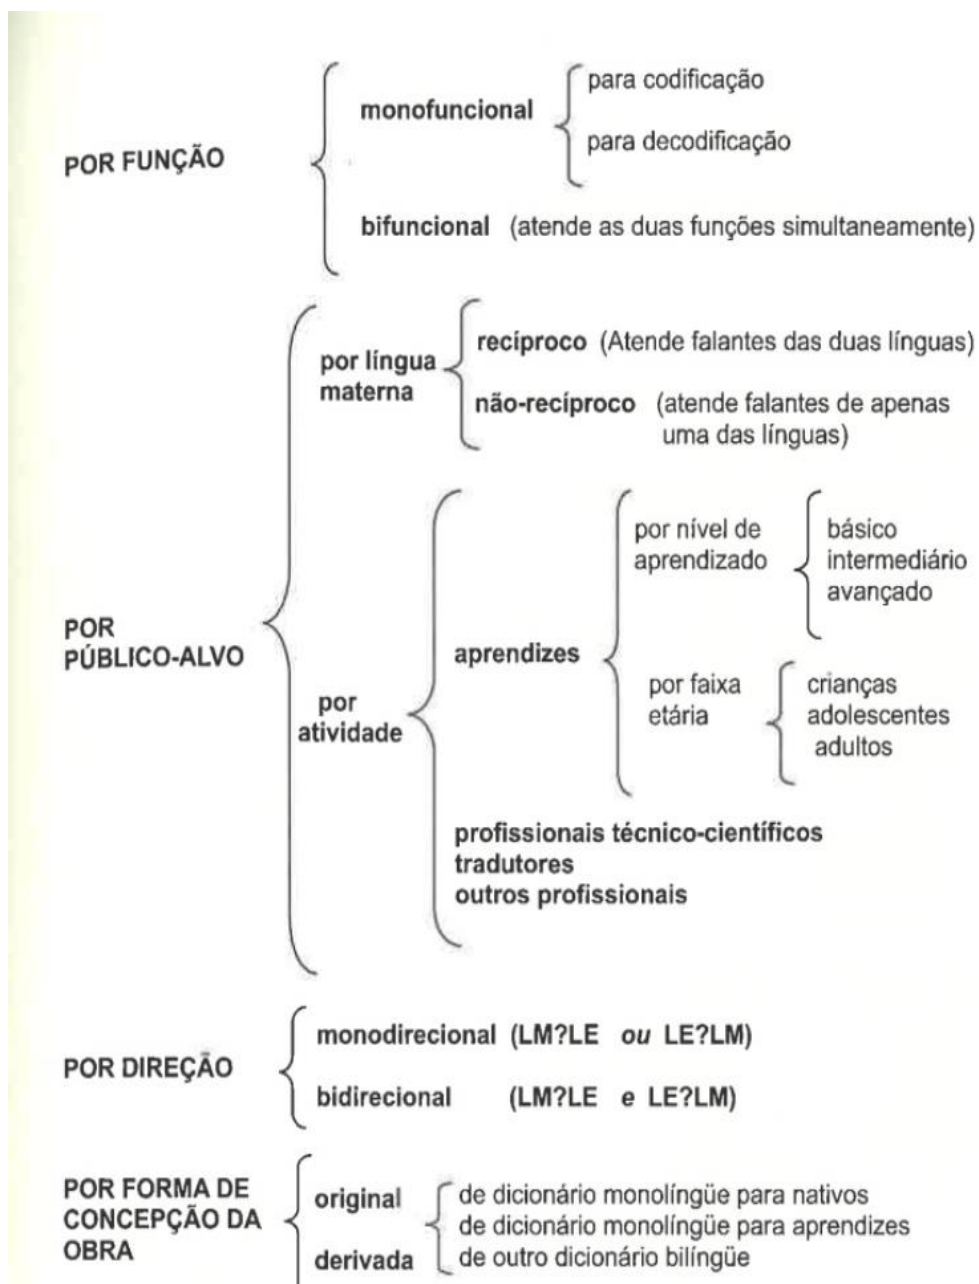 POR FUNÇÃO
monofuncional
para codificação
para decodificação
bifuncional (atende as duas funções simultaneamente)
POR
PÚBLICO-ALVO
por língua
materna
recíproco (Atende falantes das duas línguas)
não-recíproco (atende falantes de apenas
uma das línguas)
por
atividade
aprendizes
por nível de
aprendizado
básico
intermediário
avançado
por faixa
etária
crianças
adolescentes
adultos
profissionais técnico-científicos
tradutores
outros profissionais
POR DIREÇÃO
monodirecional (LM?LE ou LE?LM)
bidirecional (LM?LE e LE?LM)
POR FORMA DE
CONCEPÇÃO DA
OBRA
original
derivada
de dicionário monolíngüe para nativos
de dicionário monolíngüe para aprendizes
de outro dicionário bilíngüe